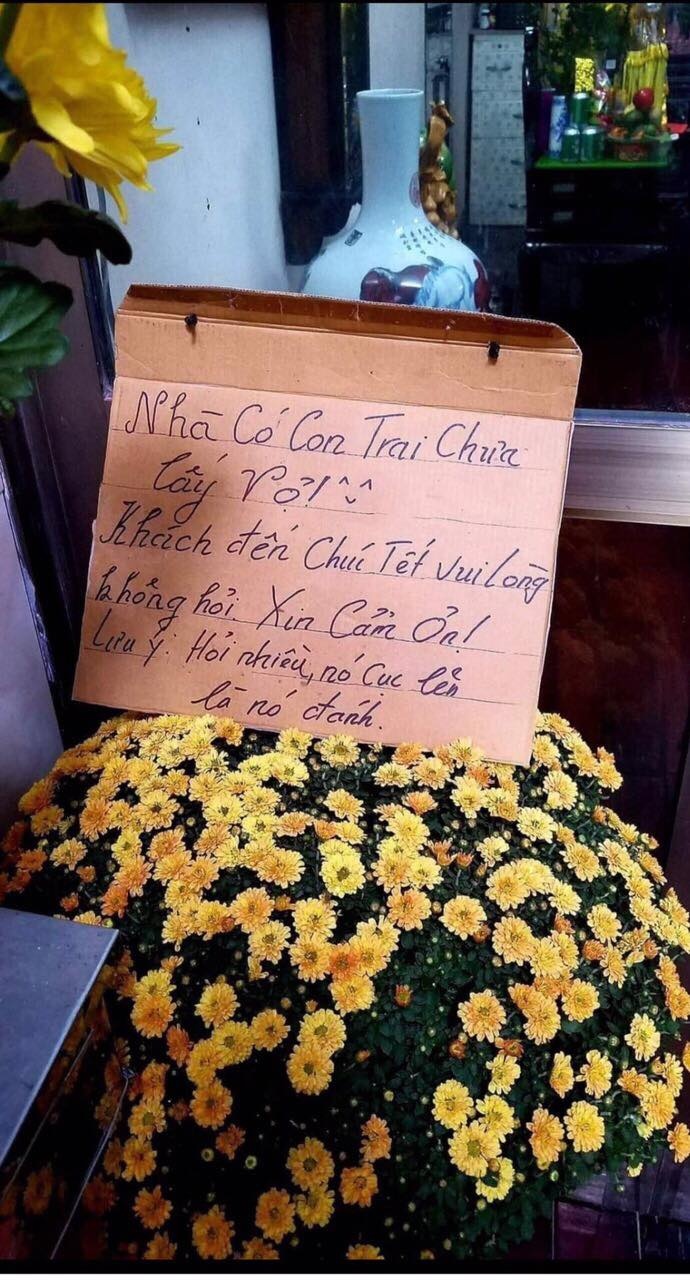 Nhà Có Con Trai Chưa
lấy Vợ! ^^
Khách đến Chúc Tết vui lòng
không hỏi. Xin Cảm Ơn!
Lưu ý: Hỏi nhiều, nó cục lên
là nó đánh.